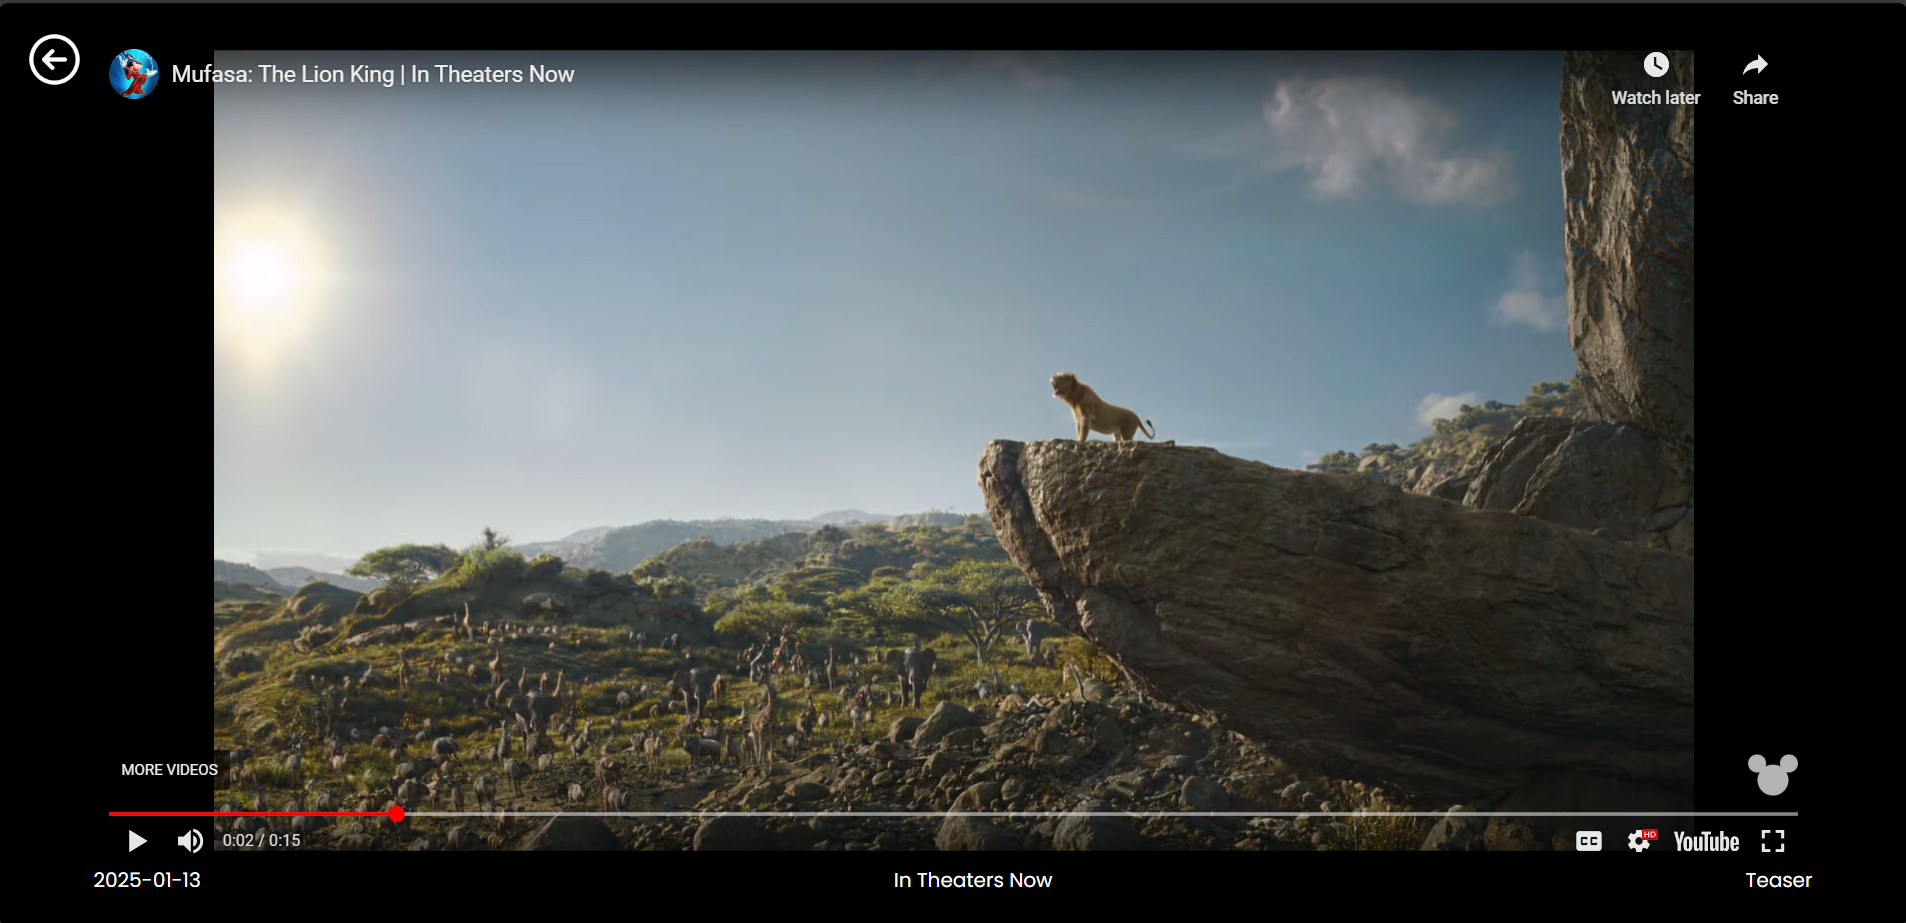 Mufasa: The Lion King | In Theaters Now
Watch later
Share
MORE VIDEOS
0:02 / 0:15
CC
HD
YouTube
2025-01-13
In Theaters Now
Teaser